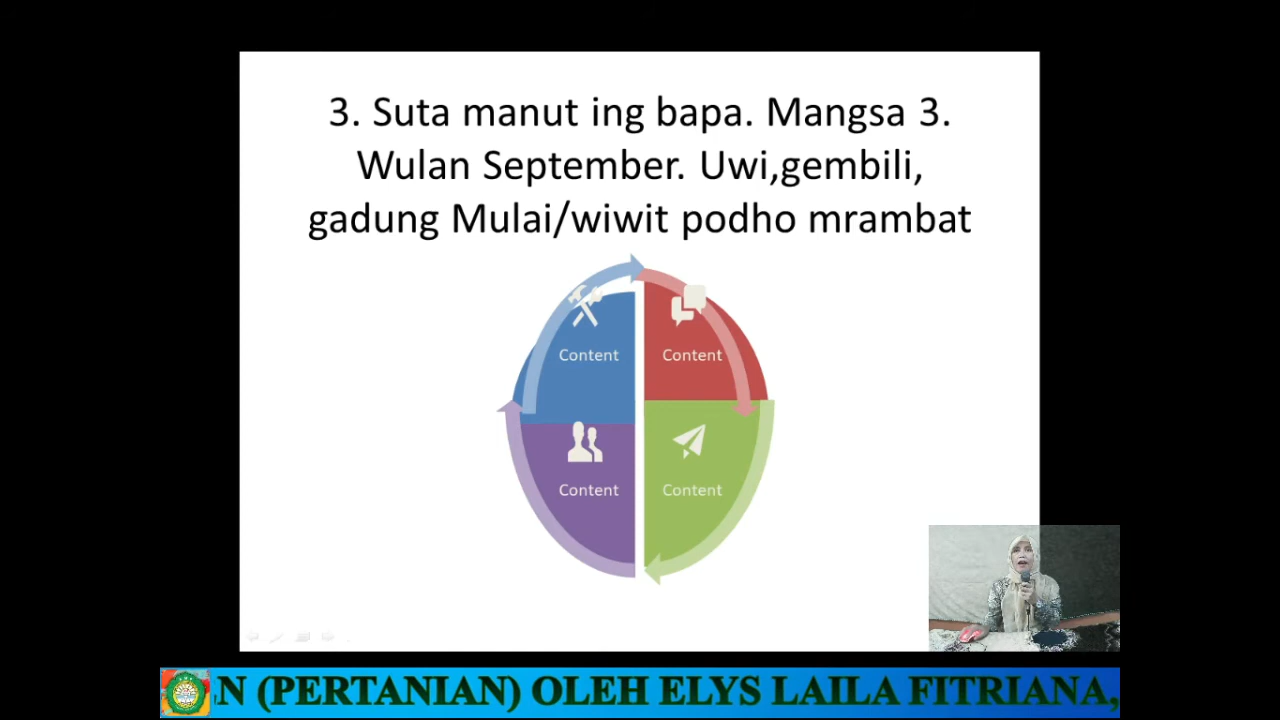 3. Suta manut ing bapa. Mangsa 3.
Wulan September. Uwi,gembili,
gadung Mulai/wiwit podho mrambat
Content
Content
Content
Content
N (PERTANIAN) OLEH ELYS LAILA FITRIANA,